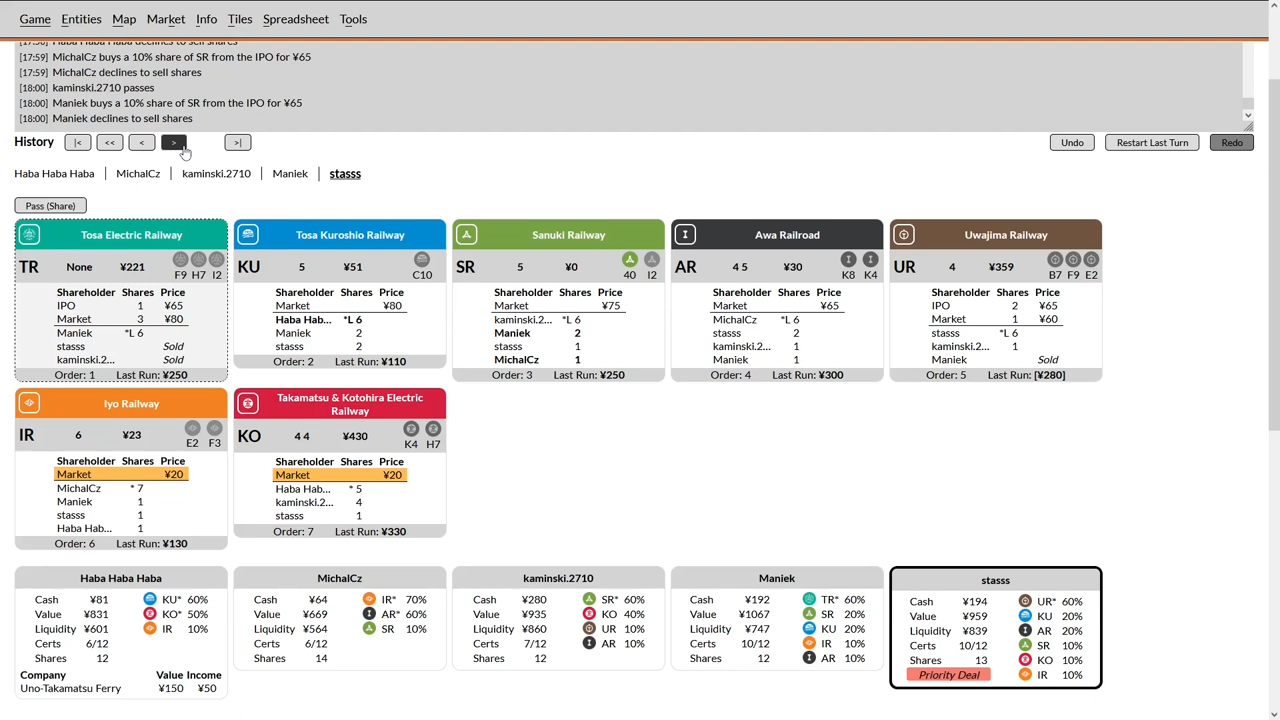 Game Entities Map Market Info Tiles Spreadsheet Tools
[17:59] MichalCz buys a 10% share of SR from the IPO for ¥65
[17:59] MichalCz declines to sell shares
[18:00] kaminski.2710 passes
[18:00] Maniek buys a 10% share of SR from the IPO for ¥65
[18:00] Maniek declines to sell shares
History |< << < > >| Undo Restart Last Turn Redo
Haba Haba Haba MichalCz kaminski.2710 Maniek stasss
Pass (Share)
Tosa Electric Railway
TR None ¥221 F9 H7 I2
Shareholder Shares Price
IPO 1 ¥65
Market 3 ¥80
Maniek *L 6
stasss Sold
kaminski.2... Sold
Order: 1 Last Run: ¥250
Tosa Kuroshio Railway
KU 5 ¥51 C10
Shareholder Shares Price
Market ¥80
Haba Hab... *L 6
Maniek 2
stasss 2
Order: 2 Last Run: ¥110
Sanuki Railway
SR 5 ¥0 40 I2
Shareholder Shares Price
Market ¥75
kaminski.2... *L 6
Maniek 2
stasss 1
MichalCz 1
Order: 3 Last Run: ¥250
Awa Railroad
AR 4 5 ¥30 K8 K4
Shareholder Shares Price
Market ¥65
MichalCz *L 6
stasss 2
kaminski.2... 1
Maniek 1
Order: 4 Last Run: ¥300
Uwajima Railway
UR 4 ¥359 B7 F9 E2
Shareholder Shares Price
IPO 2 ¥65
Market 1 ¥60
stasss *L 6
kaminski.2... 1
Maniek Sold
Order: 5 Last Run: [¥280]
Iyo Railway
IR 6 ¥23 E2 F3
Shareholder Shares Price
Market ¥20
MichalCz * 7
Maniek 1
stasss 1
Haba Hab... 1
Order: 6 Last Run: ¥130
Takamatsu & Kotohira Electric
Railway
KO 4 4 ¥430 K4 H7
Shareholder Shares Price
Market ¥20
Haba Hab... * 5
kaminski.2... 4
stasss 1
Order: 7 Last Run: ¥330
Haba Haba Haba
Cash ¥81 KU* 60%
Value ¥831 KO* 50%
Liquidity ¥601 IR 10%
Certs 6/12
Shares 12
Company Value Income
Uno-Takamatsu Ferry ¥150 ¥50
MichalCz
Cash ¥64 IR* 70%
Value ¥669 AR* 60%
Liquidity ¥564 SR 10%
Certs 6/12
Shares 14
kaminski.2710
Cash ¥280 SR* 60%
Value ¥935 KO 40%
Liquidity ¥860 UR 10%
Certs 7/12 AR 10%
Shares 12
Maniek
Cash ¥192 TR* 60%
Value ¥1067 SR 20%
Liquidity ¥747 KU 20%
Certs 10/12 IR 10%
Shares 12 AR 10%
stasss
Cash ¥194 UR* 60%
Value ¥959 KU 20%
Liquidity ¥839 AR 20%
Certs 10/12 SR 10%
Shares 13 KO 10%
Priority Deal IR 10%